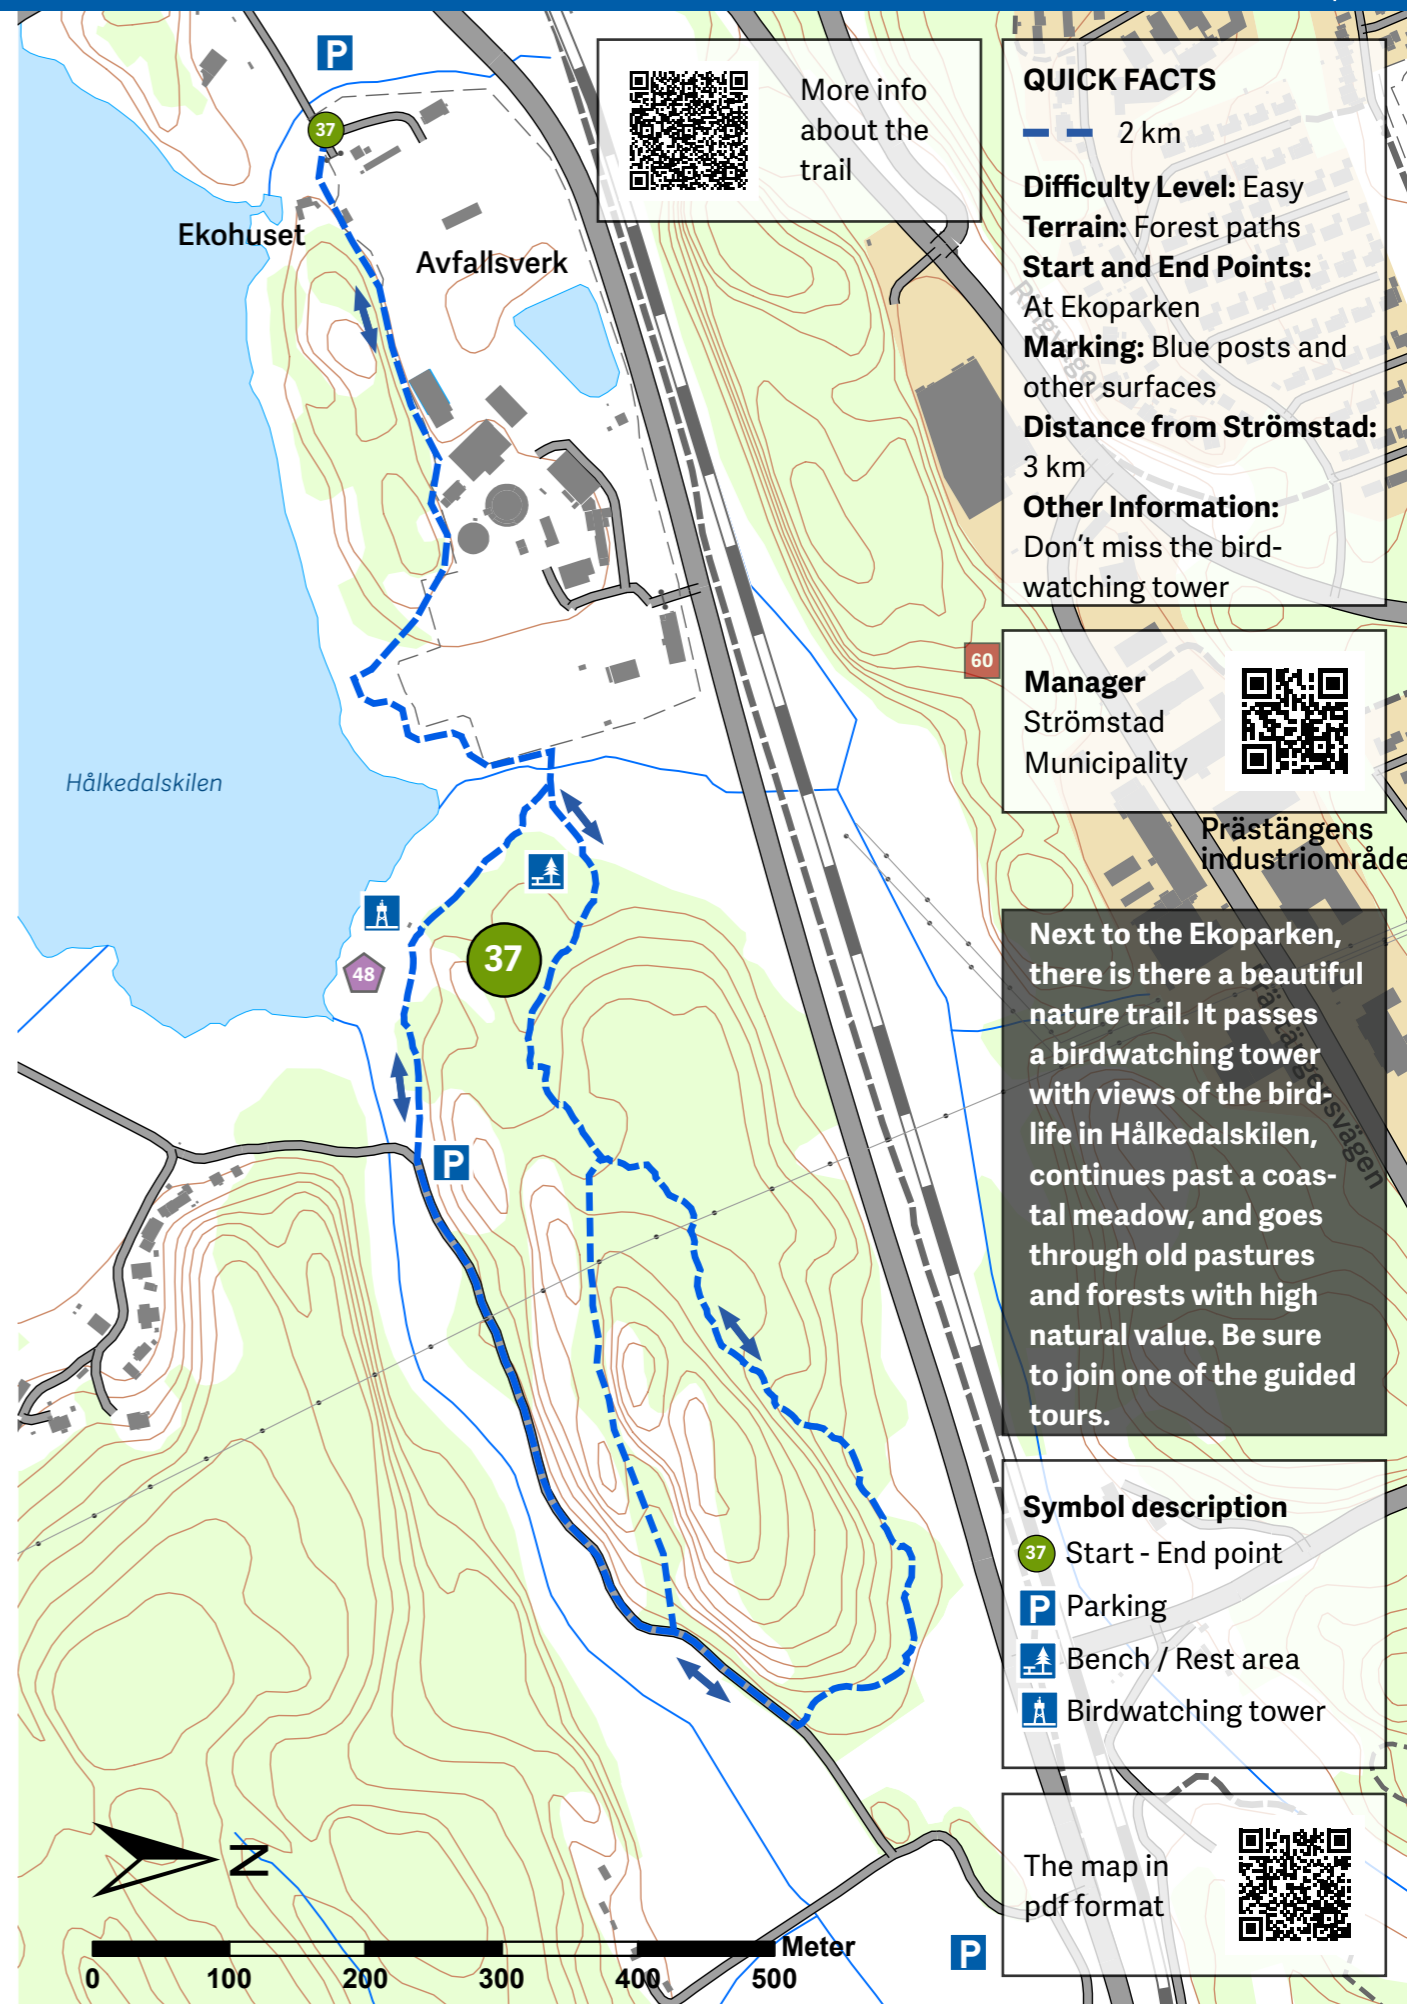 P
37
Ekohuset
Avfallsverk
More info
about the
trail
QUICK FACTS
2 km
Difficulty Level: Easy
Terrain: Forest paths
Start and End Points:
At Ekoparken
Marking: Blue posts and
other surfaces
Distance from Strömstad:
3 km
Other Information:
Don't miss the bird-
watching tower
Ringvägen
60
Manager
Strömstad
Municipality
Prästängens
industriområde
Hålkedalskilen
37
48
P
Next to the Ekoparken,
there is there a beautiful
nature trail. It passes
a birdwatching tower
with views of the bird-
life in Hålkedalskilen,
continues past a coas-
tal meadow, and goes
through old pastures
and forests with high
natural value. Be sure
to join one of the guided
tours.
Symbol description
37 Start - End point
P Parking
Bench / Rest area
Birdwatching tower
The map in
pdf format
N
Meter
0 100 200 300 400 500
P